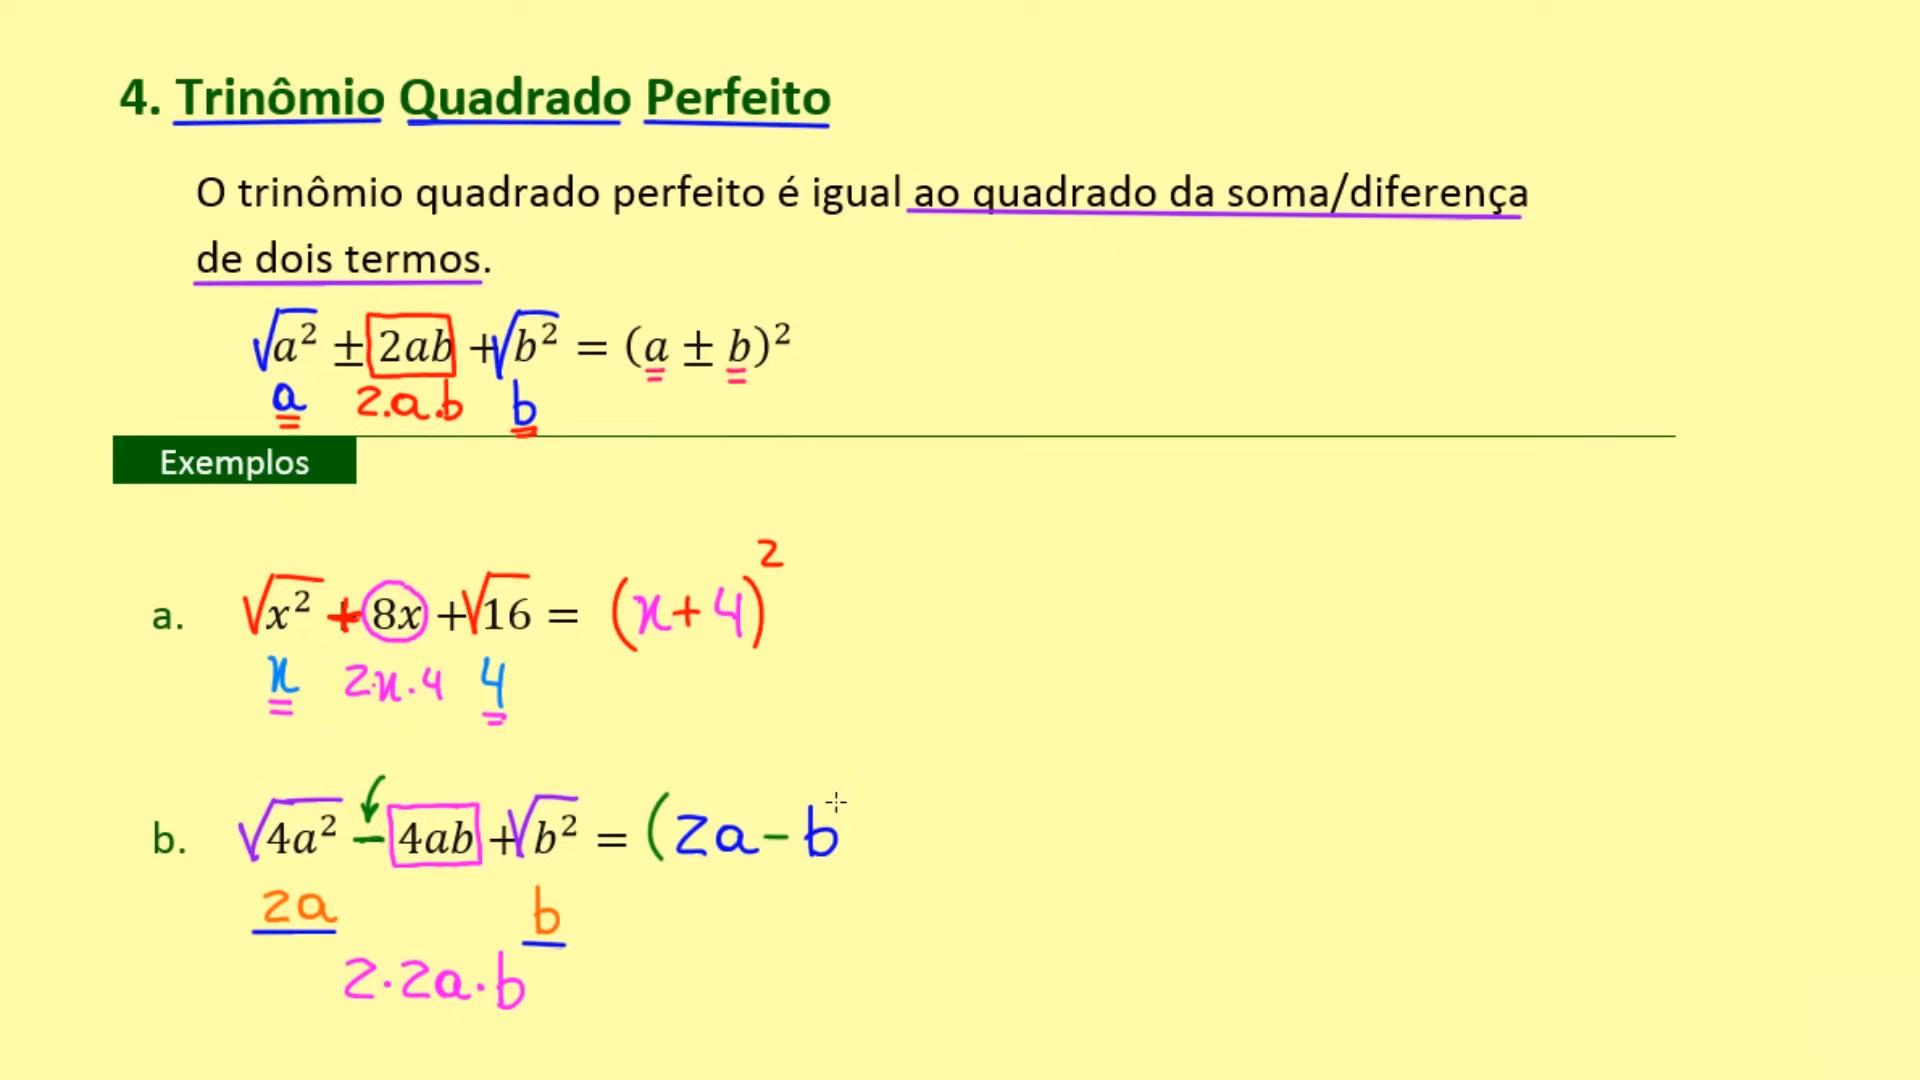 4. Trinômio Quadrado Perfeito
O trinômio quadrado perfeito é igual ao quadrado da soma/diferença
de dois termos.
√a² ± 2ab + √b² = (a ± b)²
a 2.a.b b
Exemplos
a. √x² + 8x + √16 = (x + 4)²
x 2·x·4 4
b. √4a² − 4ab + √b² = (2a − b
2a b
2·2a·b